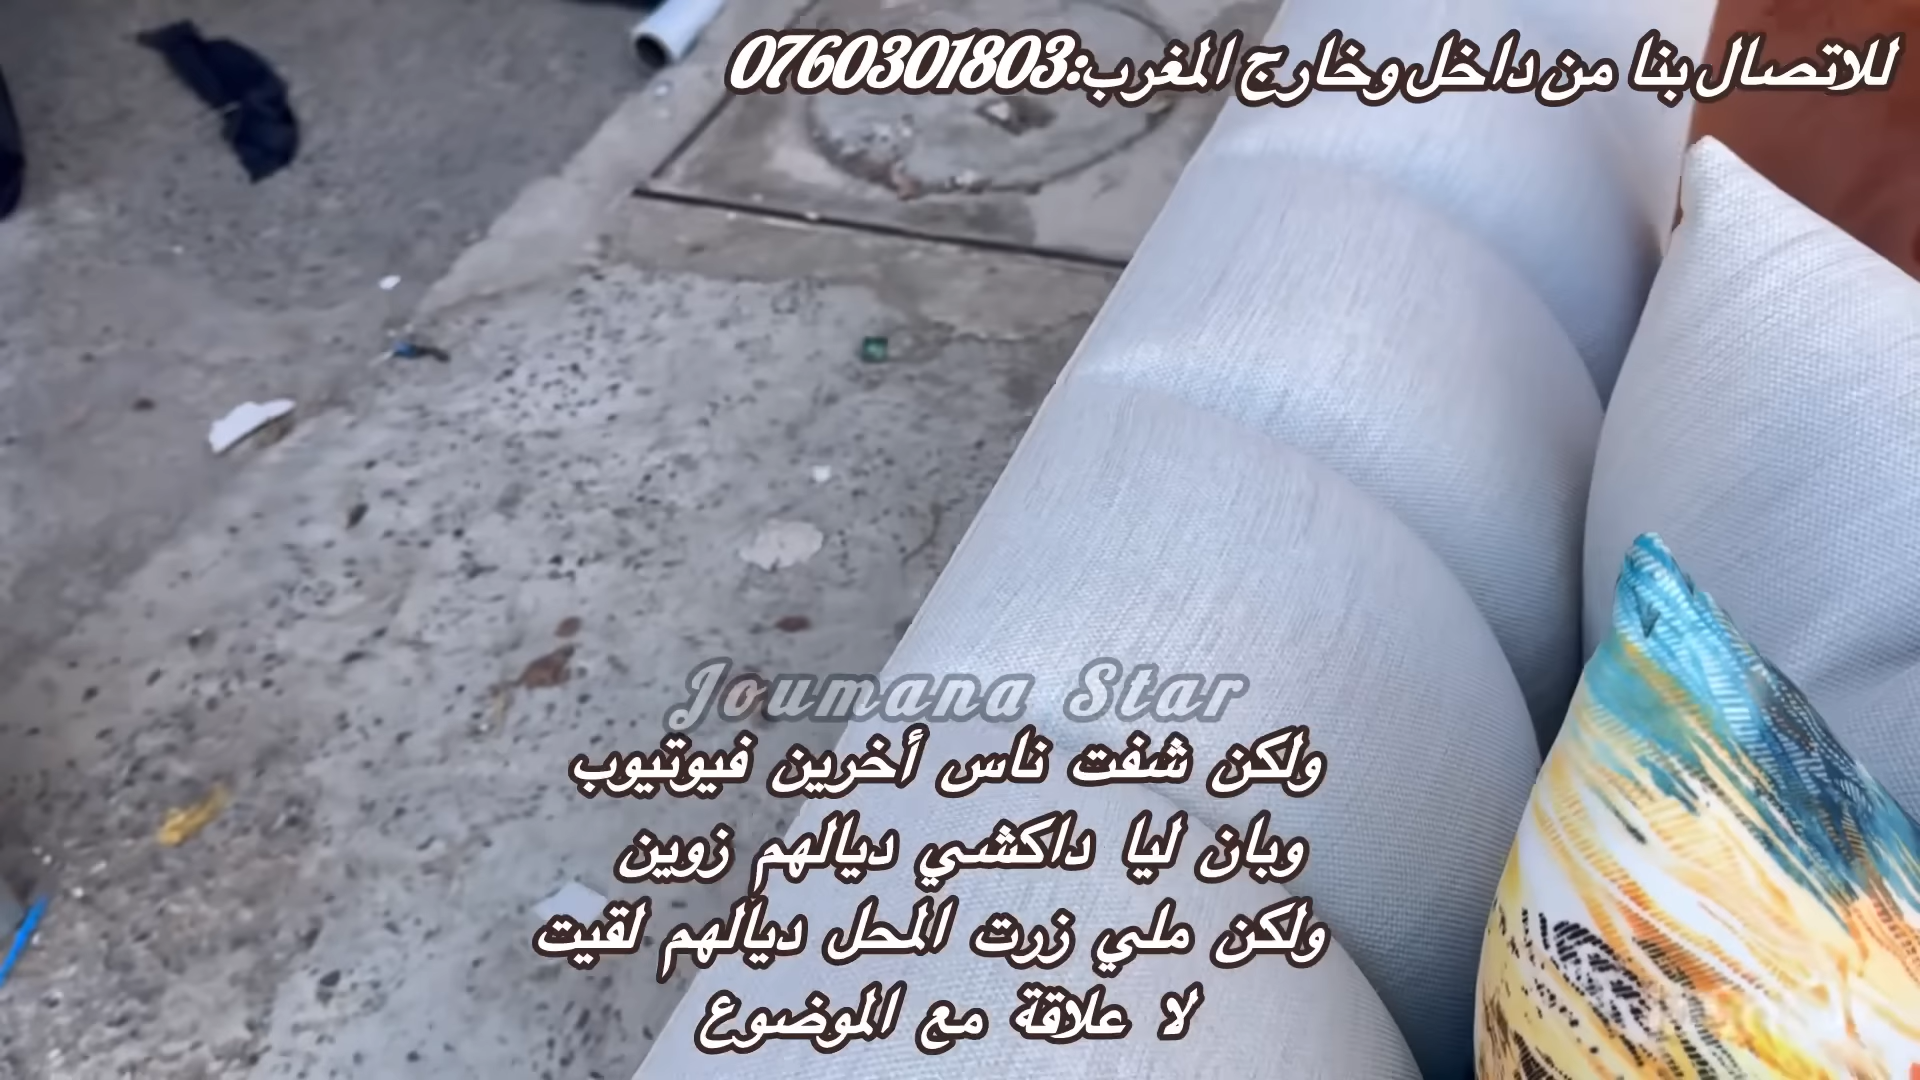 للاتصال بنا من داخل وخارج المغرب:0760301803
Joumana Star
ولكن شفت ناس أخرين فيوتيوب
وبان ليا داكشي ديالهم زوين
ولكن ملي زرت المحل ديالهم لقيت
لا علاقة مع الموضوع